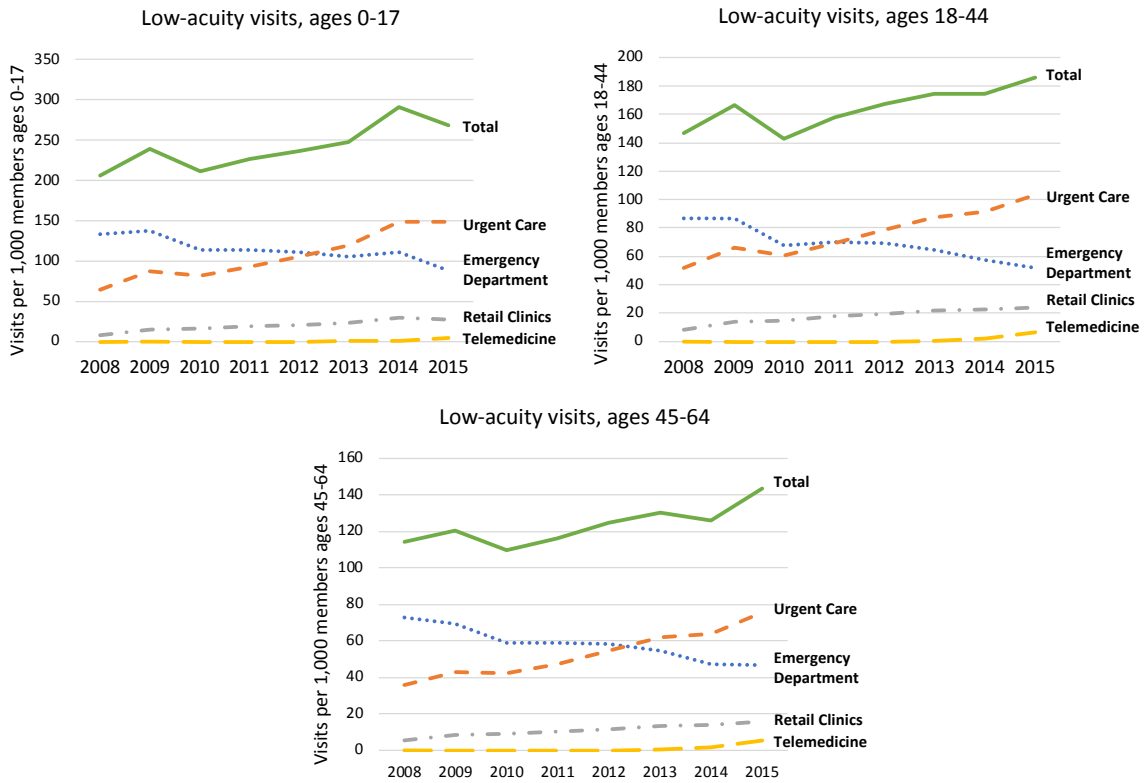 Low-acuity visits, ages 0-17
Visits per 1,000 members ages 0-17
350
300
250
200
150
100
50
0
Total
Urgent Care
Emergency
Department
Retail Clinics
Telemedicine
2008 2009 2010 2011 2012 2013 2014 2015
Low-acuity visits, ages 18-44
Visits per 1,000 members ages 18-44
200
180
160
140
120
100
80
60
40
20
0
Total
Urgent Care
Emergency
Department
Retail Clinics
Telemedicine
2008 2009 2010 2011 2012 2013 2014 2015
Low-acuity visits, ages 45-64
Visits per 1,000 members ages 45-64
160
140
120
100
80
60
40
20
0
Total
Urgent Care
Emergency
Department
Retail Clinics
Telemedicine
2008 2009 2010 2011 2012 2013 2014 2015